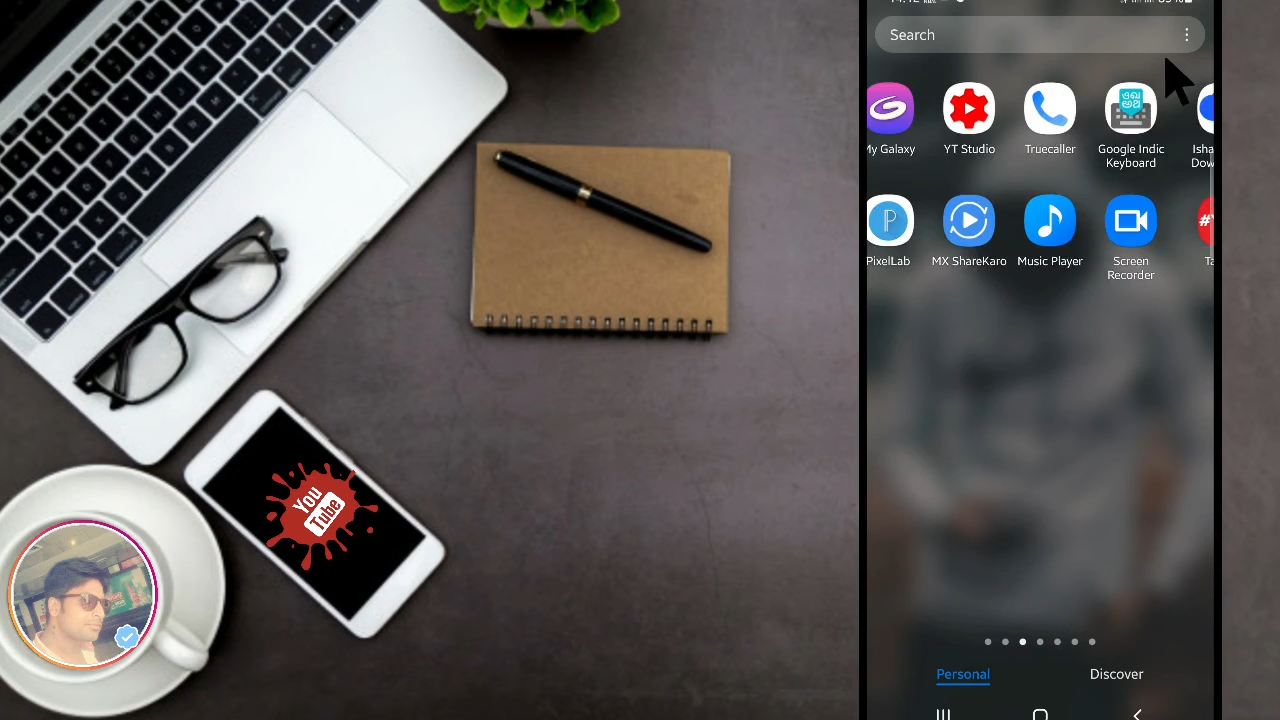 Search
My Galaxy
YT Studio
Truecaller
Google Indic
Keyboard
PixelLab
MX ShareKaro
Music Player
Screen
Recorder
You
Tube
Personal
Discover